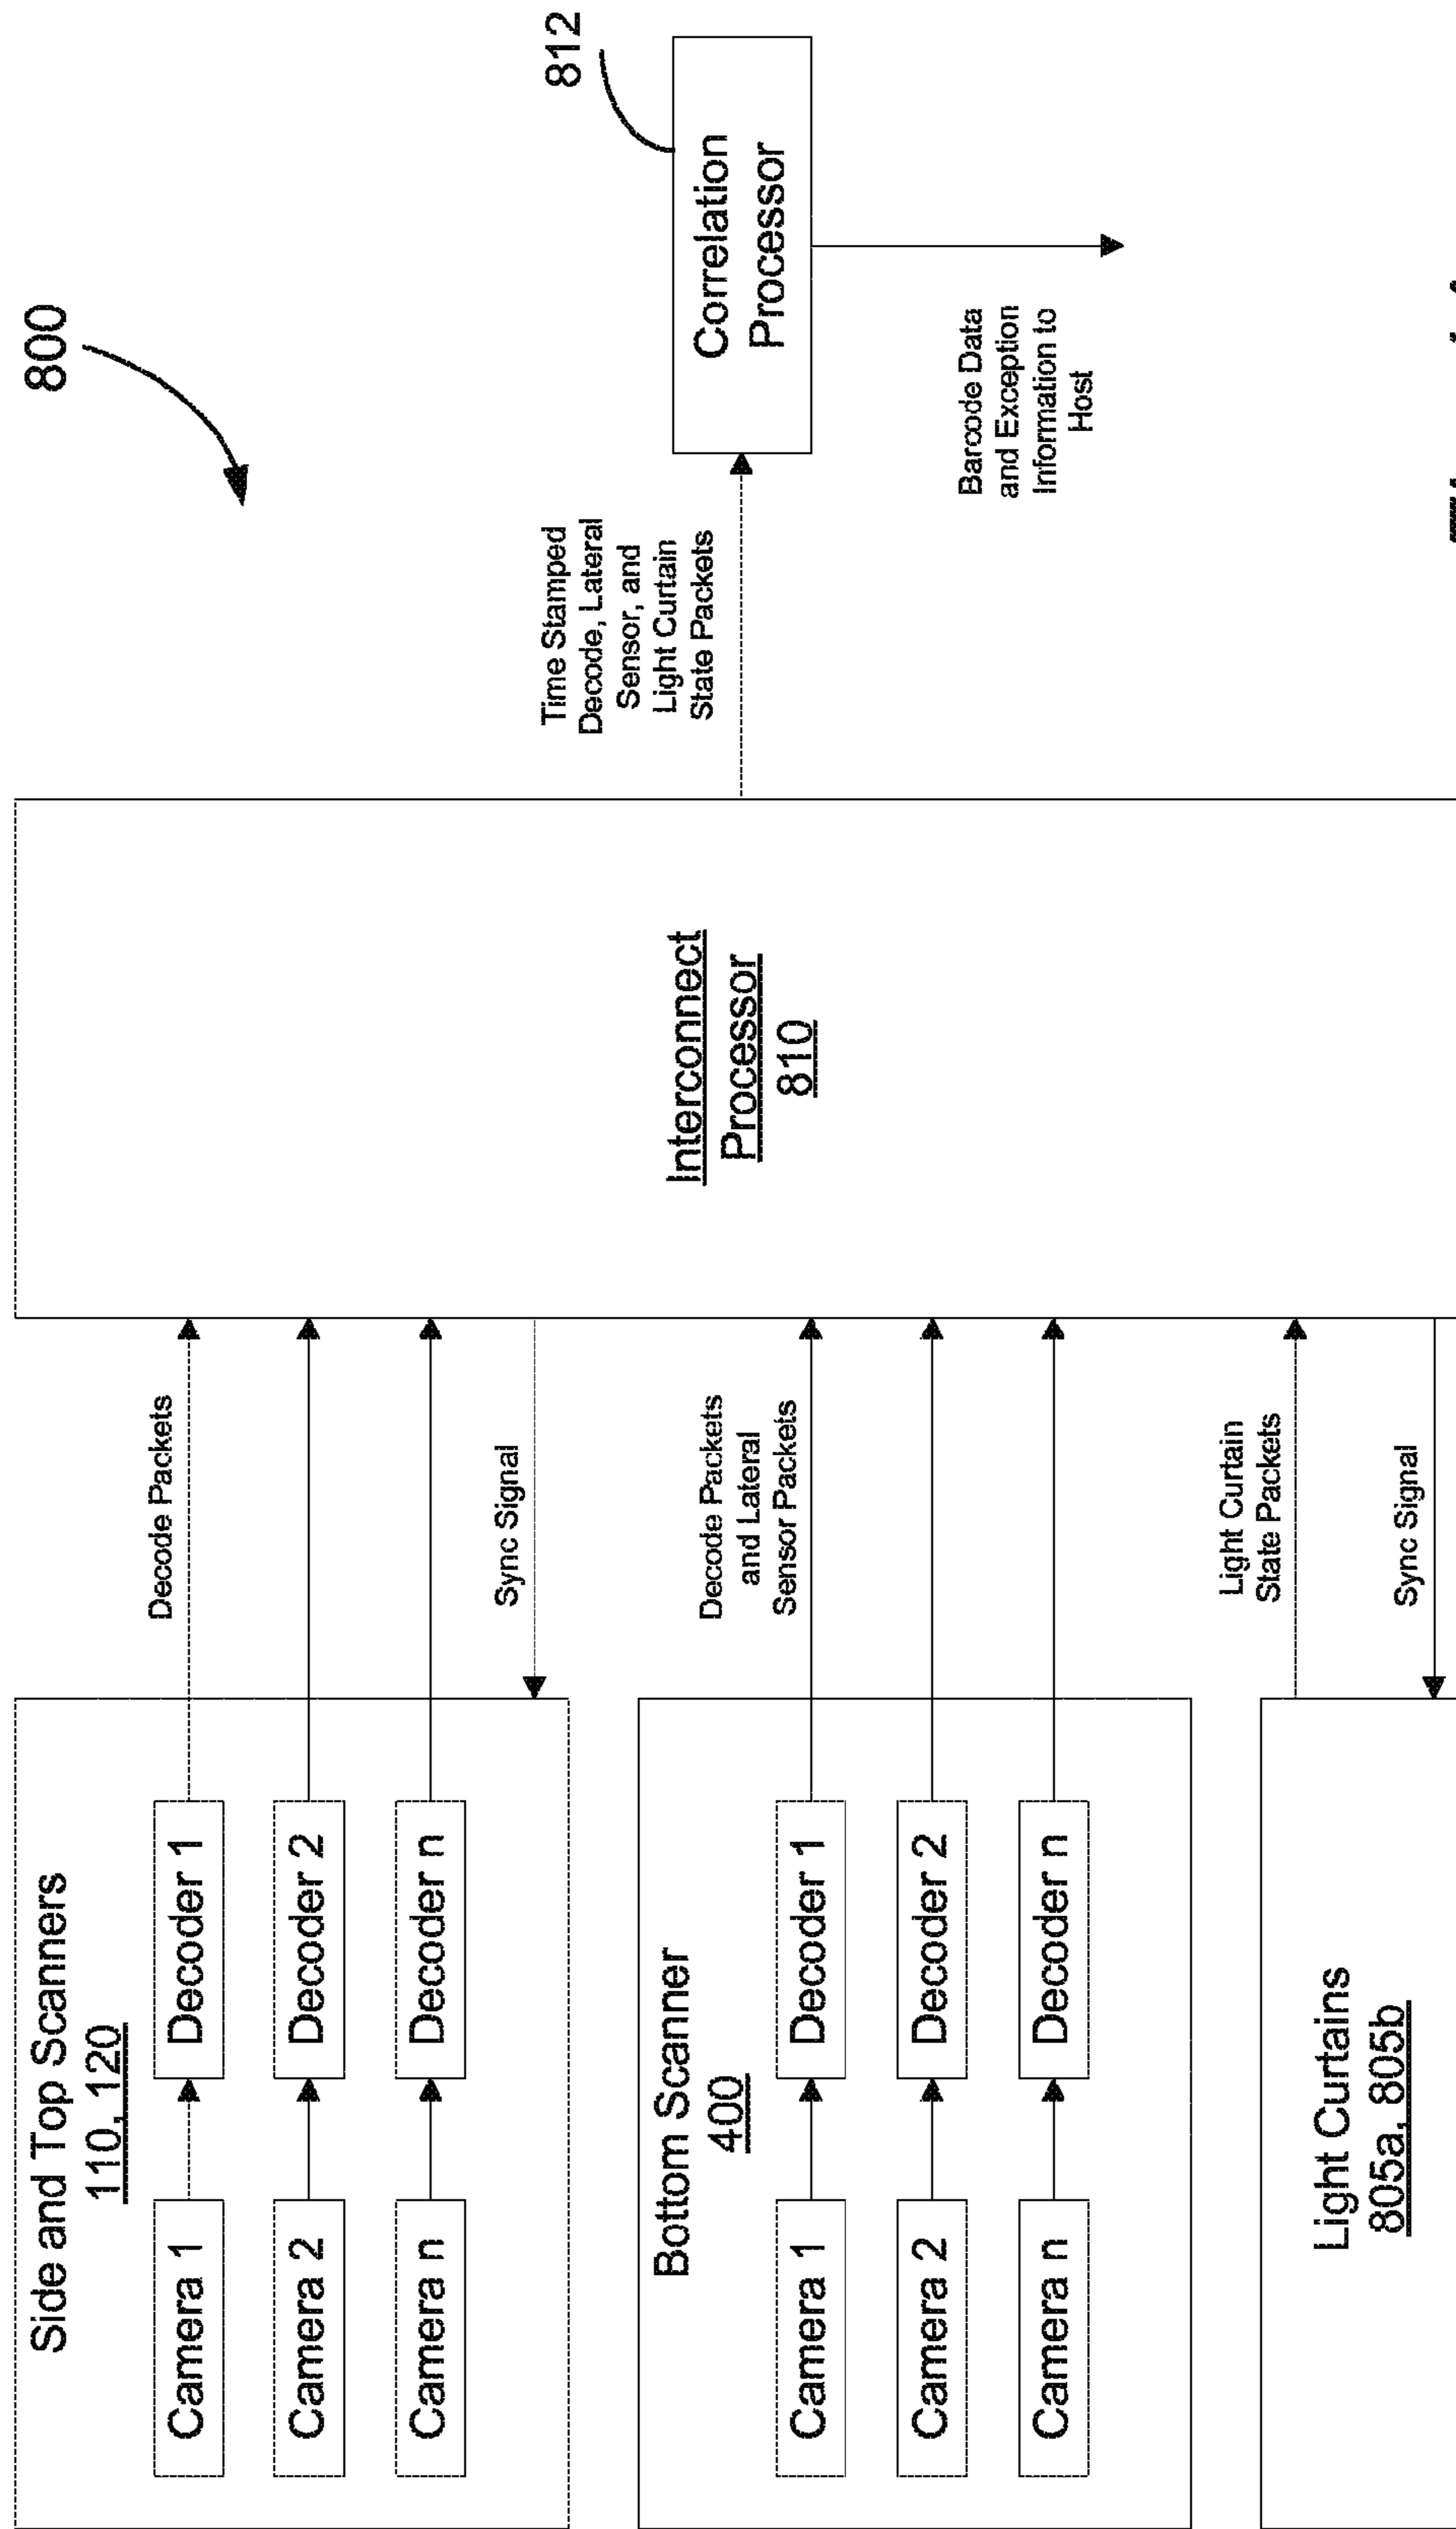 800
Side and Top Scanners
110, 120
Camera 1
Decoder 1
Camera 2
Decoder 2
Camera n
Decoder n
Decode Packets
Sync Signal
Bottom Scanner
400
Camera 1
Decoder 1
Camera 2
Decoder 2
Camera n
Decoder n
Decode Packets
and Lateral
Sensor Packets
Light Curtains
805a, 805b
Light Curtain
State Packets
Sync Signal
Interconnect
Processor
810
Time Stamped
Decode, Lateral
Sensor, and
Light Curtain
State Packets
812
Correlation
Processor
Barcode Data
and Exception
Information to
Host